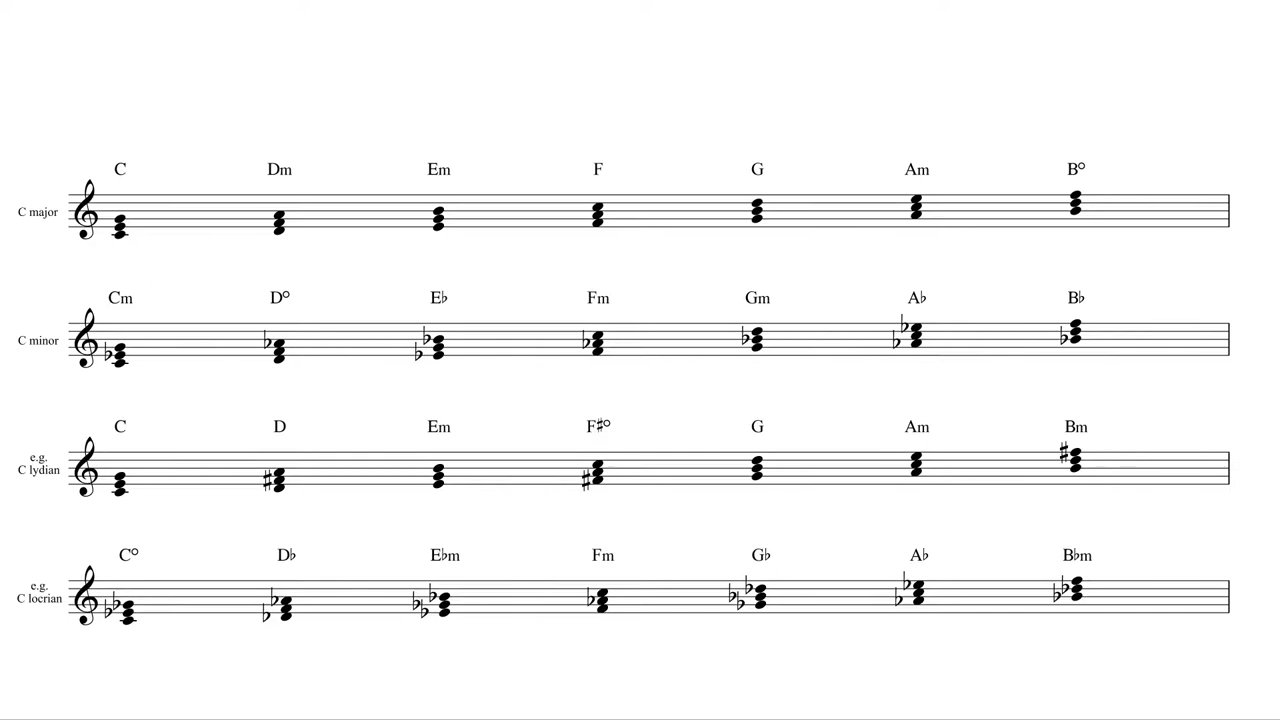 C Dm Em F G Am B°
C major
Cm D° E♭ Fm Gm A♭ B♭
C minor
C D Em F♯° G Am Bm
e.g.
C lydian
C° D♭ E♭m Fm G♭ A♭ B♭m
e.g.
C locrian